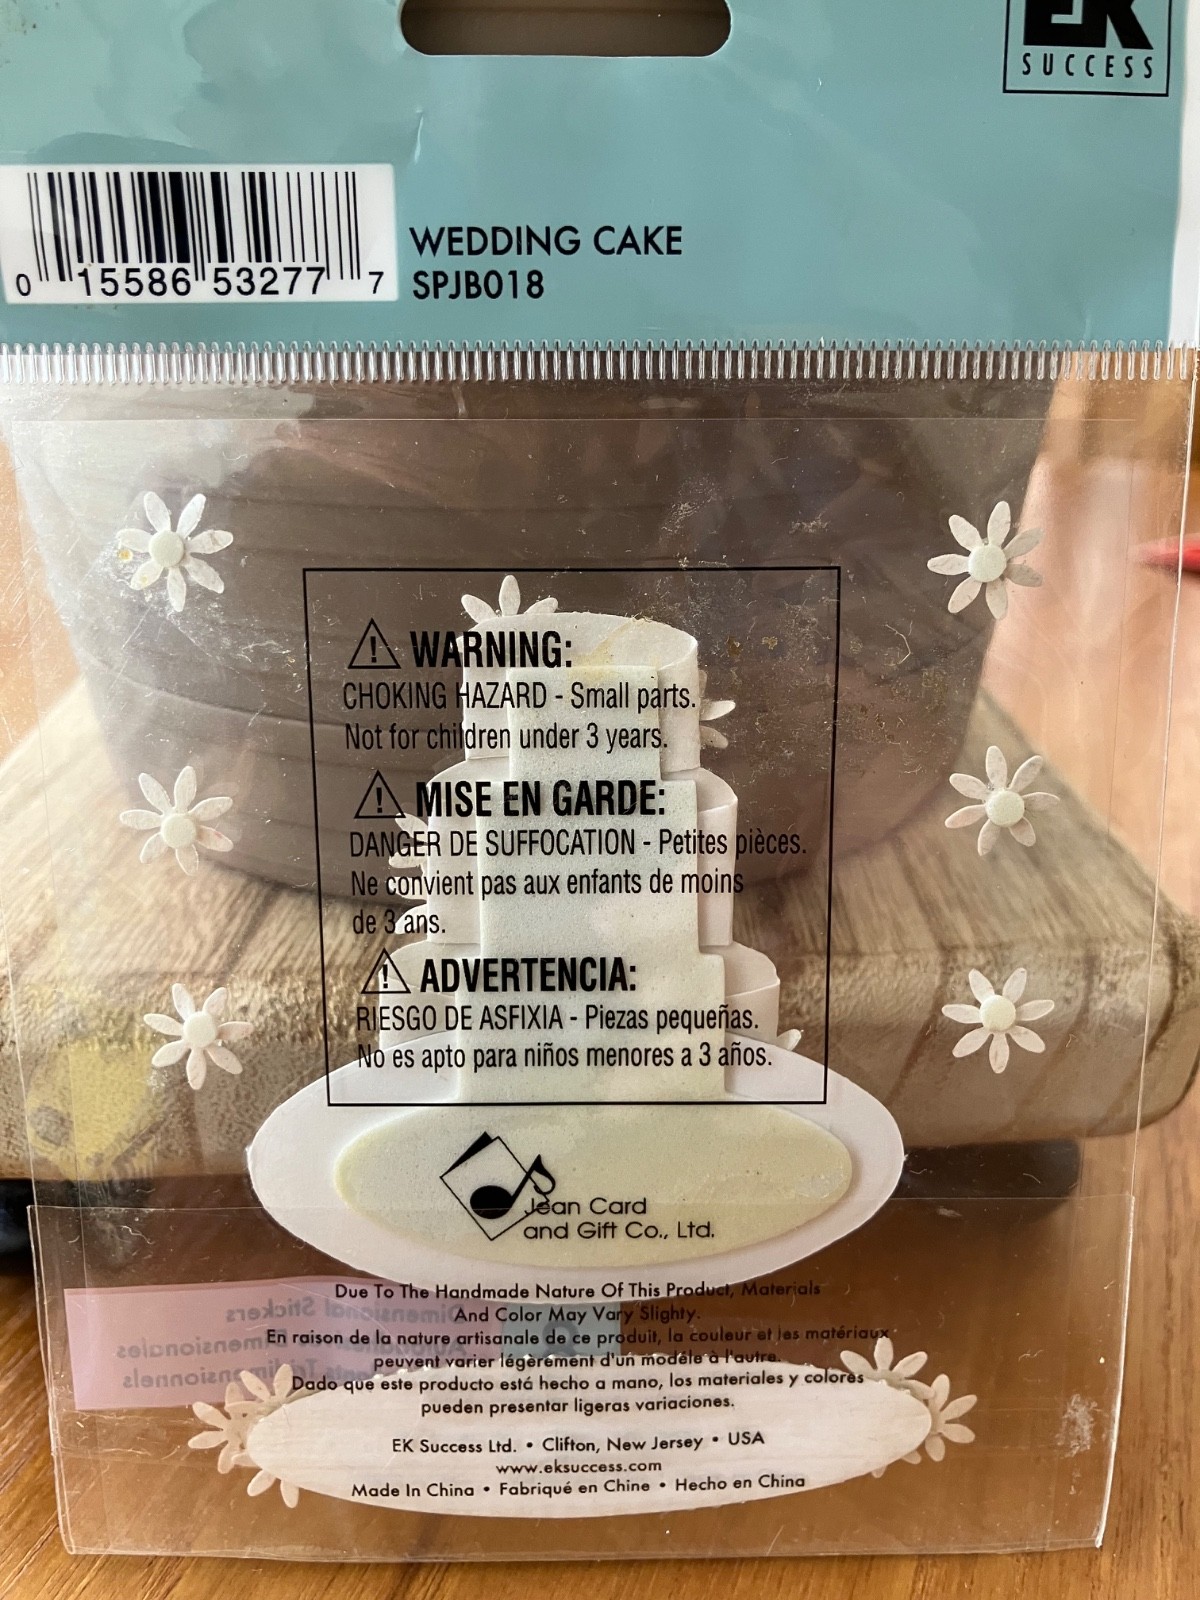 EK
SUCCESS
0 15586 53277 7
WEDDING CAKE
SPJB018
WARNING:
CHOKING HAZARD - Small parts.
Not for children under 3 years.
MISE EN GARDE:
DANGER DE SUFFOCATION - Petites pièces.
Ne convient pas aux enfants de moins
de 3 ans.
ADVERTENCIA:
RIESGO DE ASFIXIA - Piezas pequeñas.
No es apto para niños menores a 3 años.
Jean Card
and Gift Co., Ltd.
Due To The Handmade Nature Of This Product, Materials
And Color May Vary Slighty.
En raison de la nature artisanale de ce produit, la couleur et les matériaux
peuvent varier légèrement d'un modéle à l'autre.
Dado que este producto está hecho a mano, los materiales y colores
pueden presentar ligeras variaciones.
EK Success Ltd. • Clifton, New Jersey • USA
www.eksuccess.com
Made In China • Fabriqué en Chine • Hecho en China
Dimensional Stickers
Dimensionales